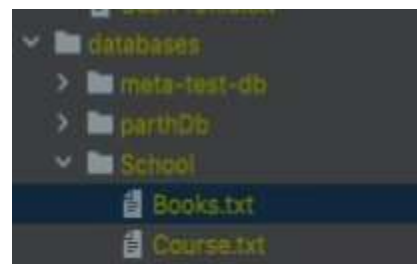 databases
meta-test-db
parthDb
School
Books.txt
Course.txt